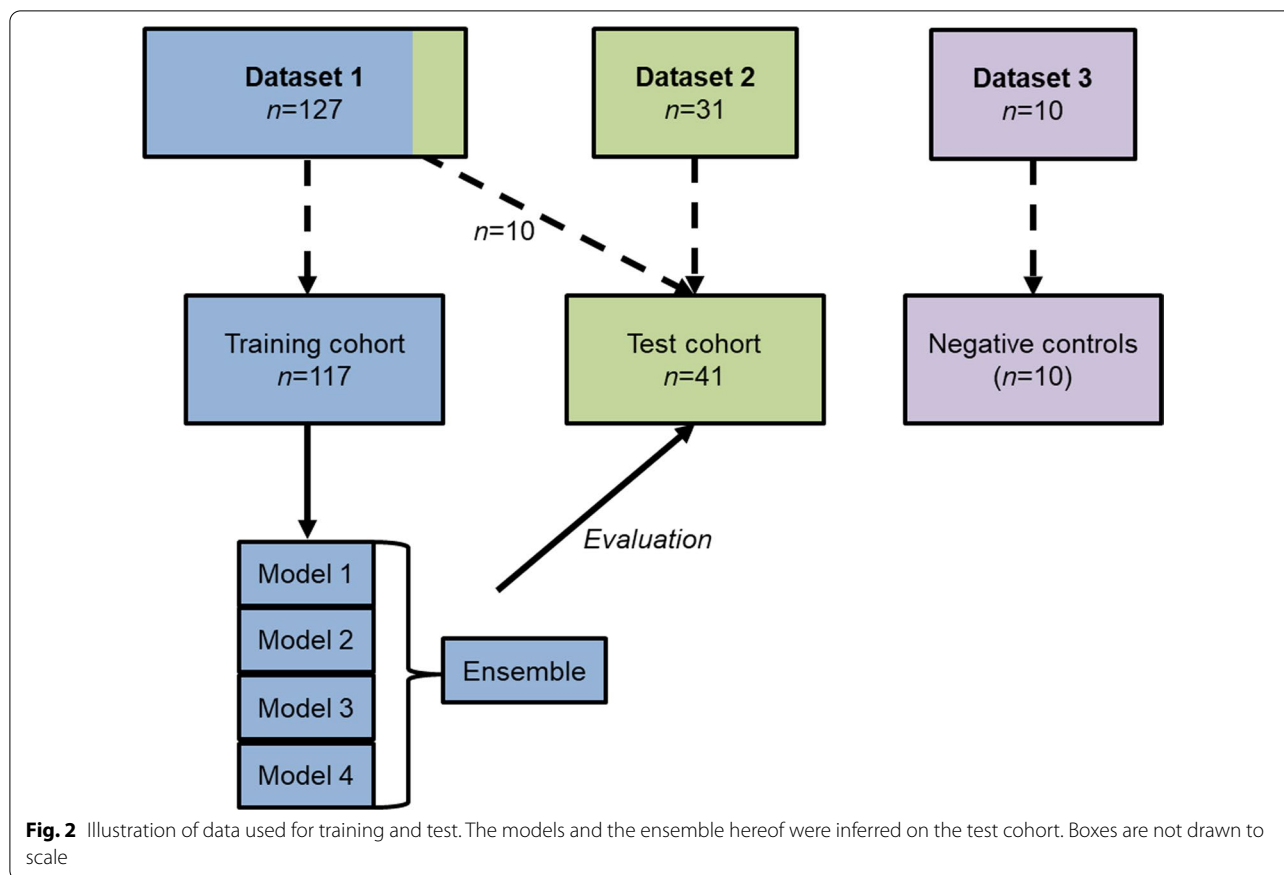 Dataset 1
n=127
Dataset 2
n=31
Dataset 3
n=10
n=10
Training cohort
n=117
Test cohort
n=41
Negative controls
(n=10)
Evaluation
Model 1
Model 2
Model 3
Model 4
Ensemble
Fig. 2 Illustration of data used for training and test. The models and the ensemble hereof were inferred on the test cohort. Boxes are not drawn to
scale